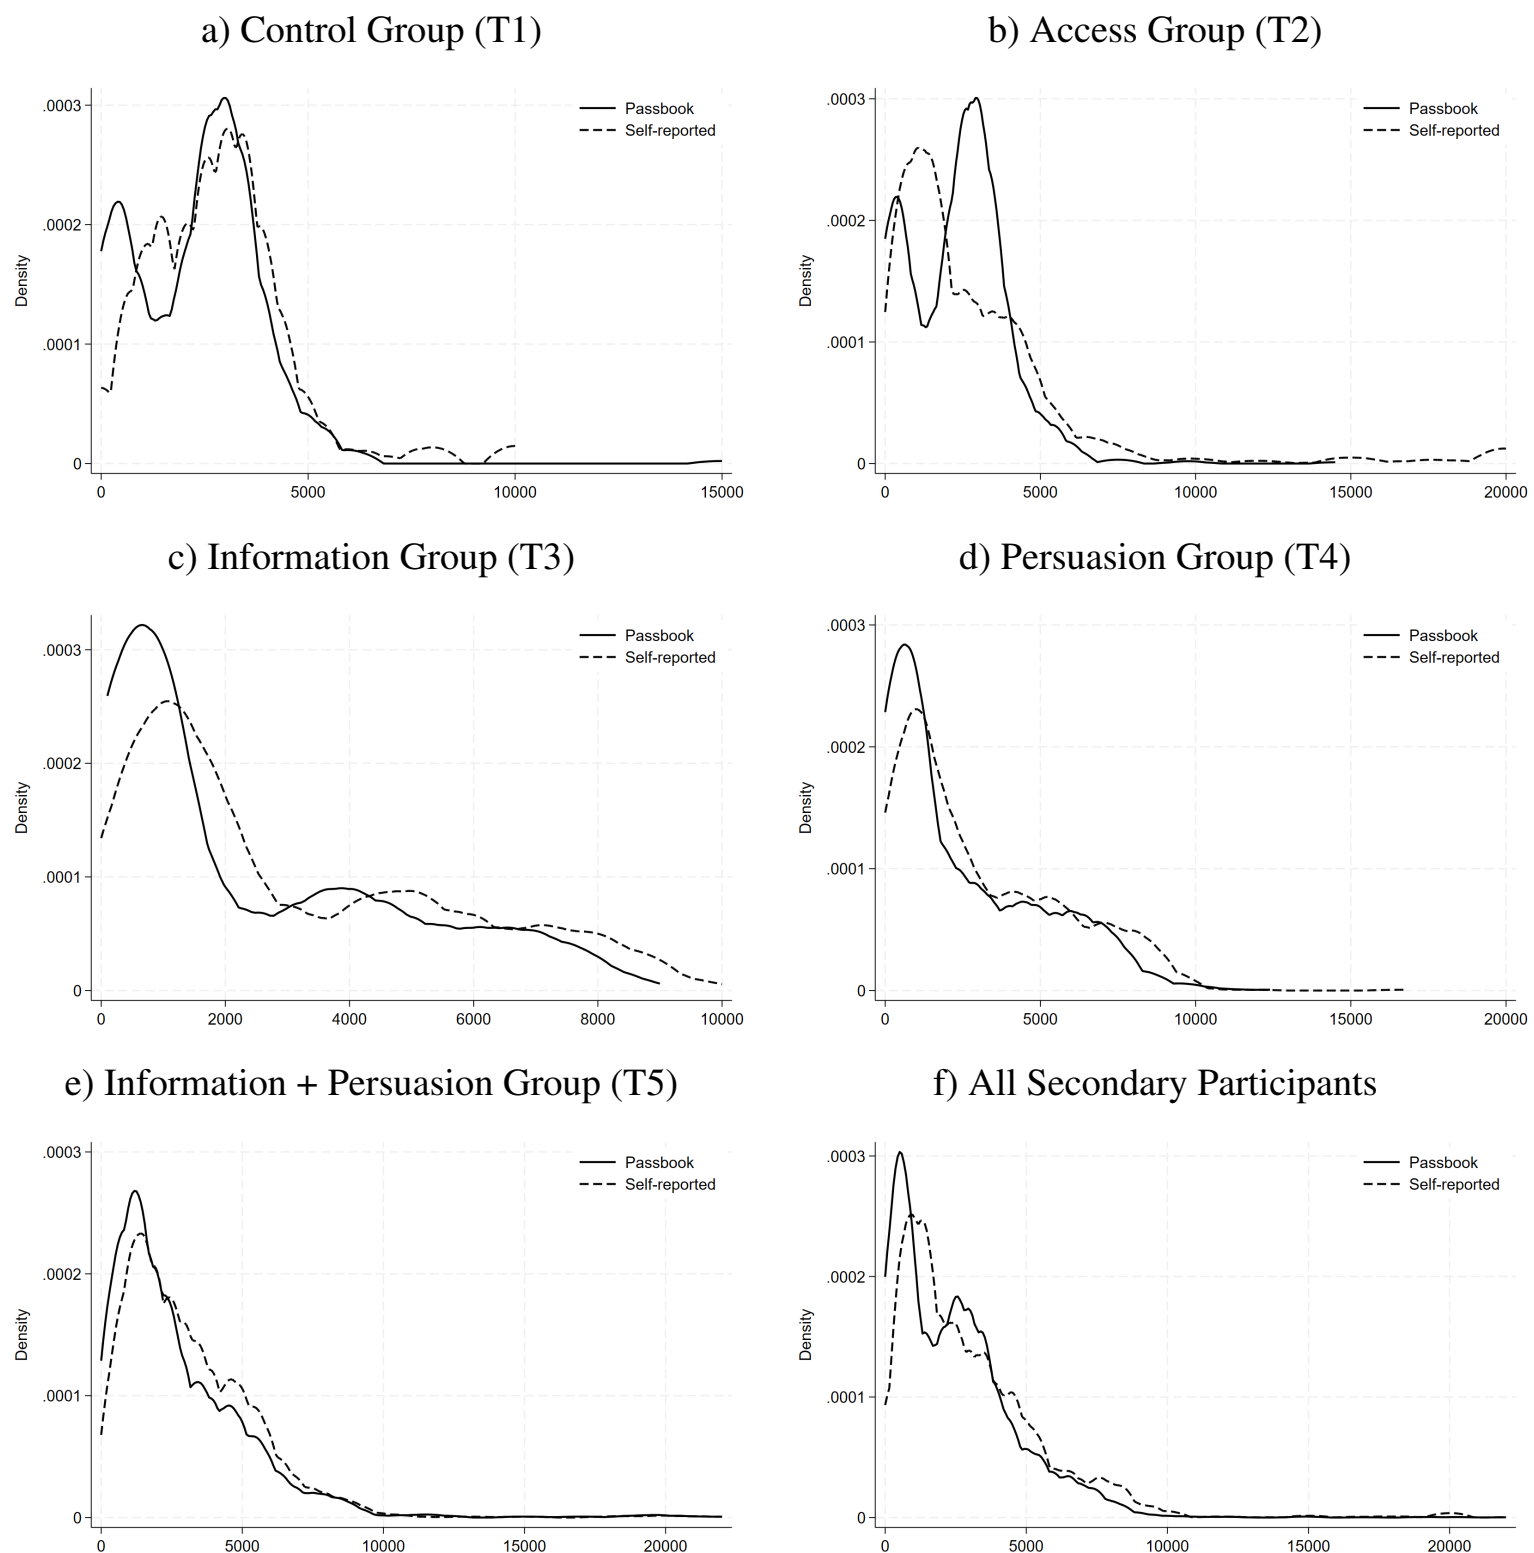 a) Control Group (T1)
.0003
.0002
.0001
0
Density
Passbook
Self-reported
0 5000 10000 15000
b) Access Group (T2)
.0003
.0002
.0001
0
Density
Passbook
Self-reported
0 5000 10000 15000 20000
c) Information Group (T3)
.0003
.0002
.0001
0
Density
Passbook
Self-reported
0 2000 4000 6000 8000 10000
d) Persuasion Group (T4)
.0003
.0002
.0001
0
Density
Passbook
Self-reported
0 5000 10000 15000 20000
e) Information + Persuasion Group (T5)
.0003
.0002
.0001
0
Density
Passbook
Self-reported
0 5000 10000 15000 20000
f) All Secondary Participants
.0003
.0002
.0001
0
Density
Passbook
Self-reported
0 5000 10000 15000 20000